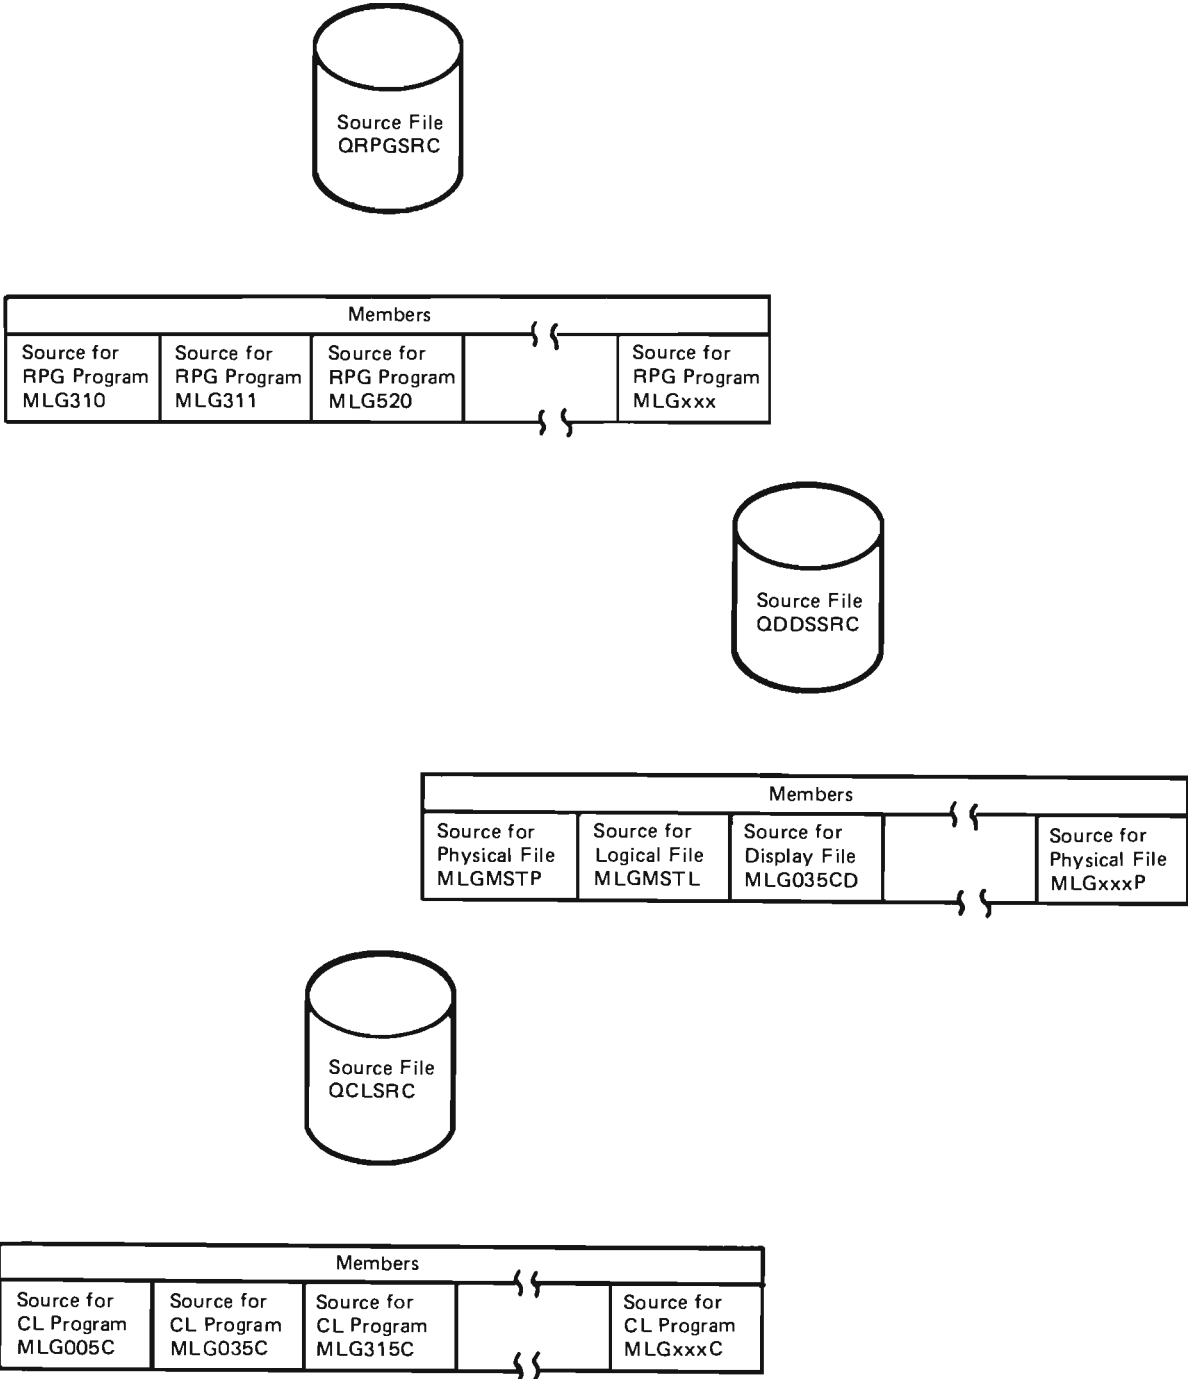 Source File
QRPGSRC
Members
Source for
RPG Program
MLG310
Source for
RPG Program
MLG311
Source for
RPG Program
MLG520
Source for
RPG Program
MLGxxx
Source File
QDDSSRC
Members
Source for
Physical File
MLGMSTP
Source for
Logical File
MLGMSTL
Source for
Display File
MLG035CD
Source for
Physical File
MLGxxxP
Source File
QCLSRC
Members
Source for
CL Program
MLG005C
Source for
CL Program
MLG035C
Source for
CL Program
MLG315C
Source for
CL Program
MLGxxxC